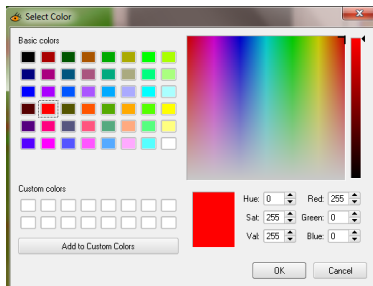 Select Color
Basic colors
Custom colors
Add to Custom Colors
Hue: 0 Red: 255
Sat: 255 Green: 0
Val: 255 Blue: 0
OK Cancel